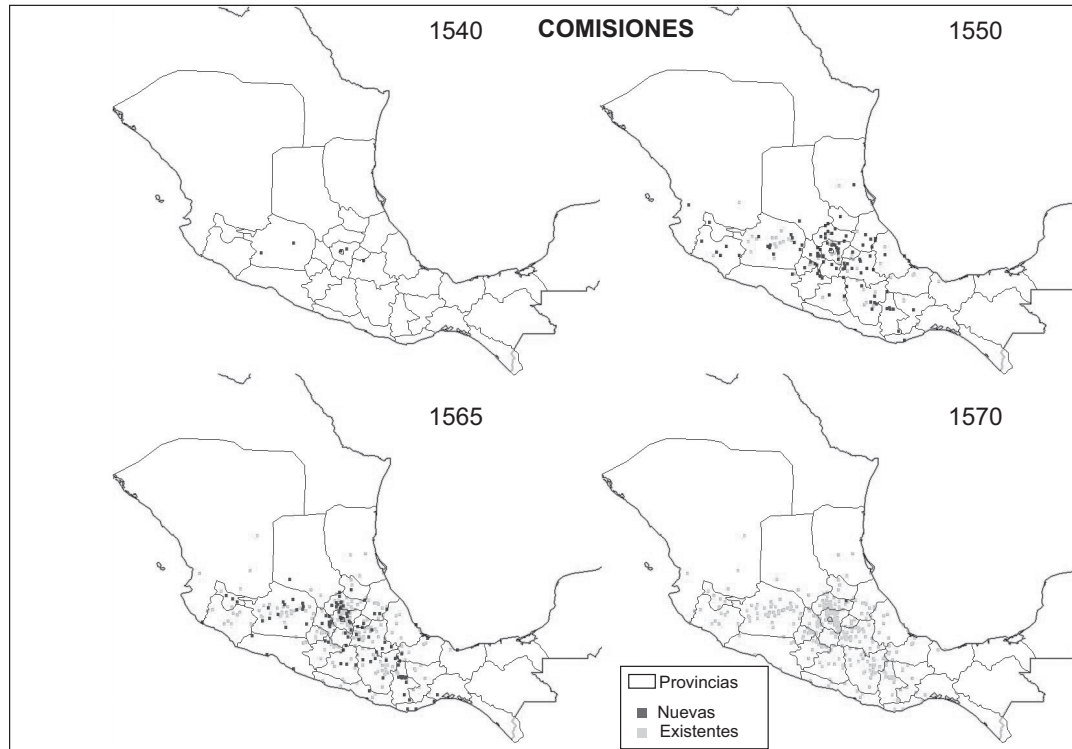 1540
COMISIONES
1550
1565
1570
Provincias
Nuevas
Existentes